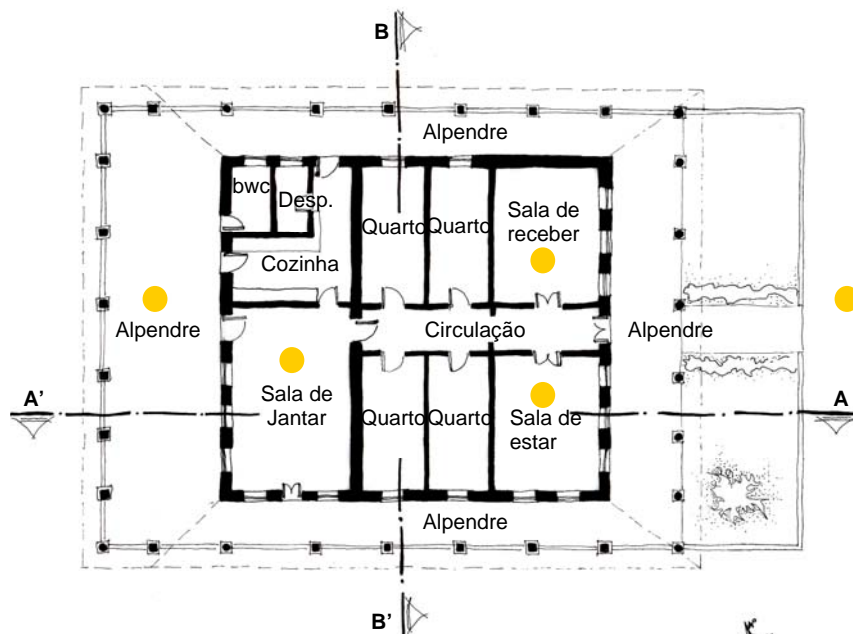 B
Alpendre
bwc
Desp.
Quarto
Quarto
Sala de
receber
Cozinha
Alpendre
Circulação
Alpendre
A'
Sala de
Jantar
Quarto
Quarto
Sala de
estar
A
Alpendre
B'